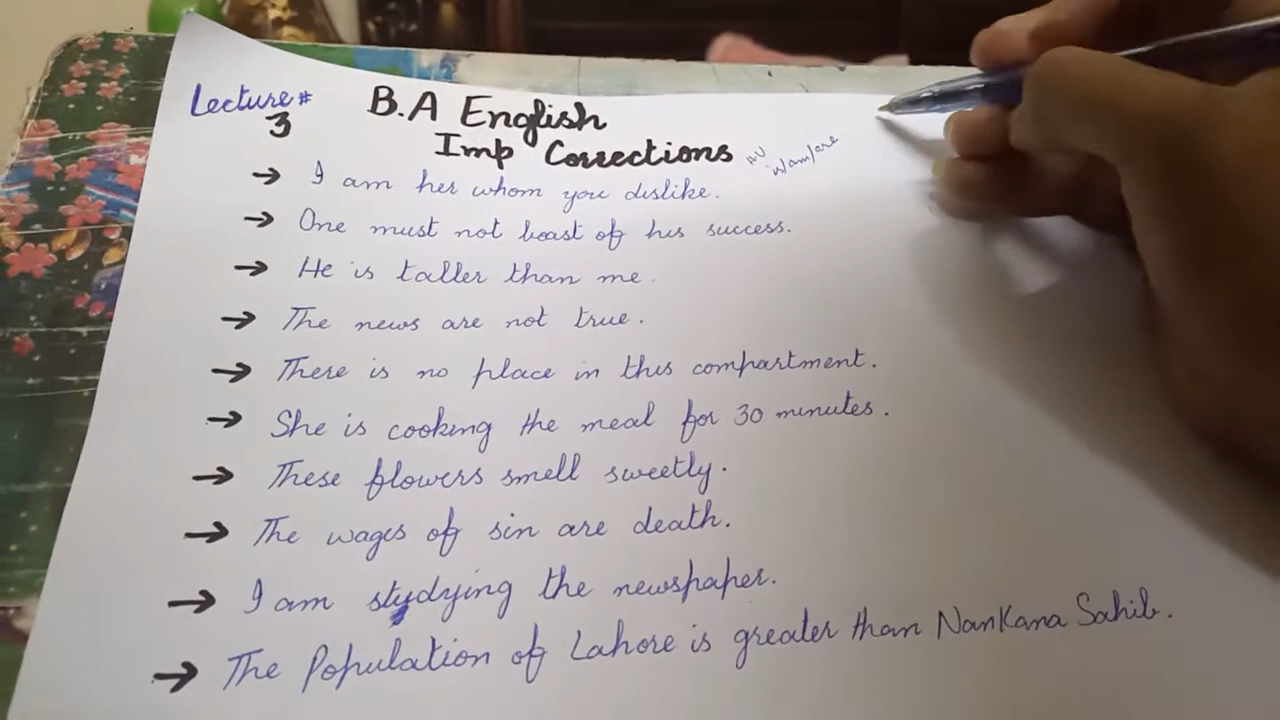 Lecture # 3
B.A English
Imp Corrections
→ I am her whom you dislike.
is/am/are
→ One must not boast of his success.
→ He is taller than me.
→ The news are not true.
→ There is no place in this compartment.
→ She is cooking the meal for 30 minutes.
→ These flowers smell sweetly.
→ The wages of sin are death.
→ I am studying the newspaper.
→ The Population of Lahore is greater than Nankana Sahib.